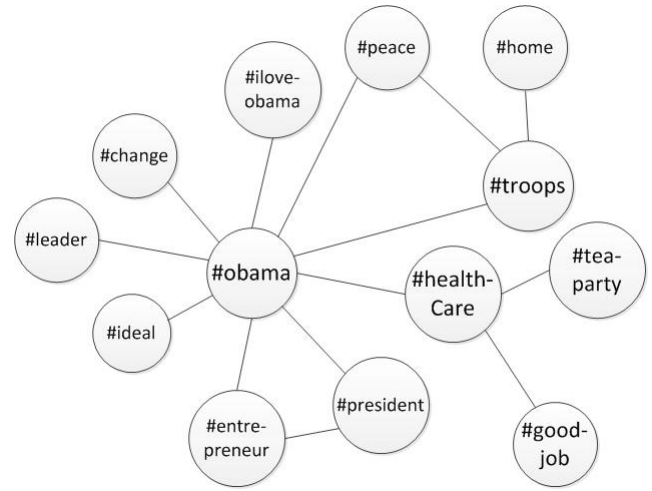 #peace
#home
#ilove-
obama
#change
#troops
#leader
#obama
#health-
Care
#tea-
party
#ideal
#president
#entre-
preneur
#good-
job